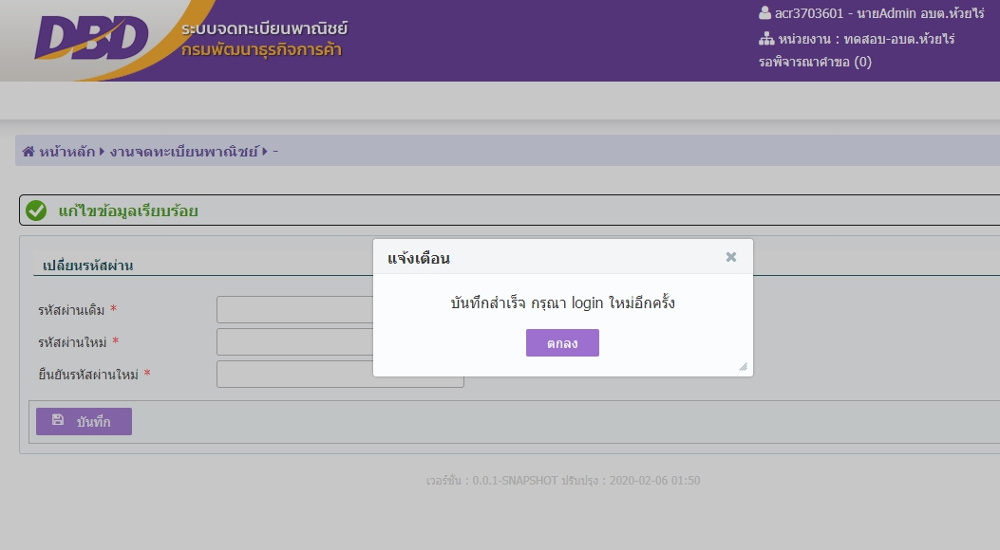 DBD
ระบบจดทะเบียนพาณิชย์
กรมพัฒนาธุรกิจการค้า
acr3703601 - นายAdmin อบต.ห้วยไร่
หน่วยงาน : ทดสอบ-อบต.ห้วยไร่
รอพิจารณาคำขอ (0)
หน้าหลัก งานจดทะเบียนพาณิชย์ -
แก้ไขข้อมูลเรียบร้อย
เปลี่ยนรหัสผ่าน
แจ้งเตือน
บันทึกสำเร็จ กรุณา login ใหม่อีกครั้ง
ตกลง
รหัสผ่านเดิม *
รหัสผ่านใหม่ *
ยืนยันรหัสผ่านใหม่ *
บันทึก
เวอร์ชั่น : 0.0.1-SNAPSHOT ปรับปรุง : 2020-02-06 01:50